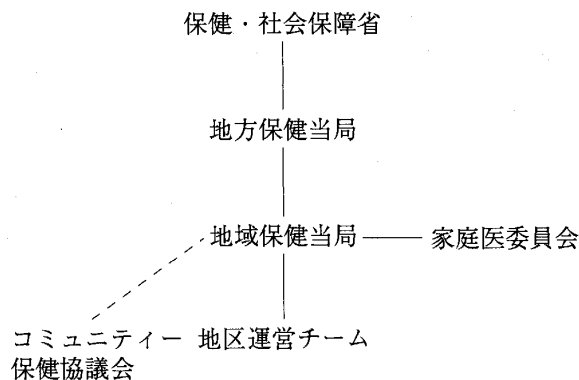 保健・社会保障省
地方保健当局
地域保健当局
家庭医委員会
コミュニティー
保健協議会
地区運営チーム